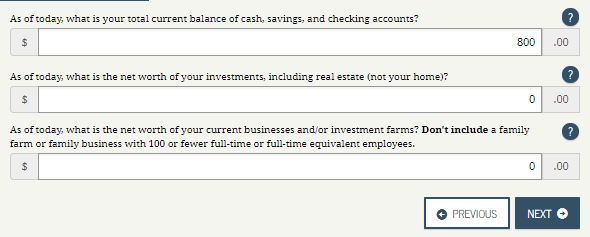 As of today, what is your total current balance of cash, savings, and checking accounts?
?
$ 800 .00
As of today, what is the net worth of your investments, including real estate (not your home)?
?
$ 0 .00
As of today, what is the net worth of your current businesses and/or investment farms? Don't include a family
farm or family business with 100 or fewer full-time or full-time equivalent employees.
?
$ 0 .00
PREVIOUS NEXT